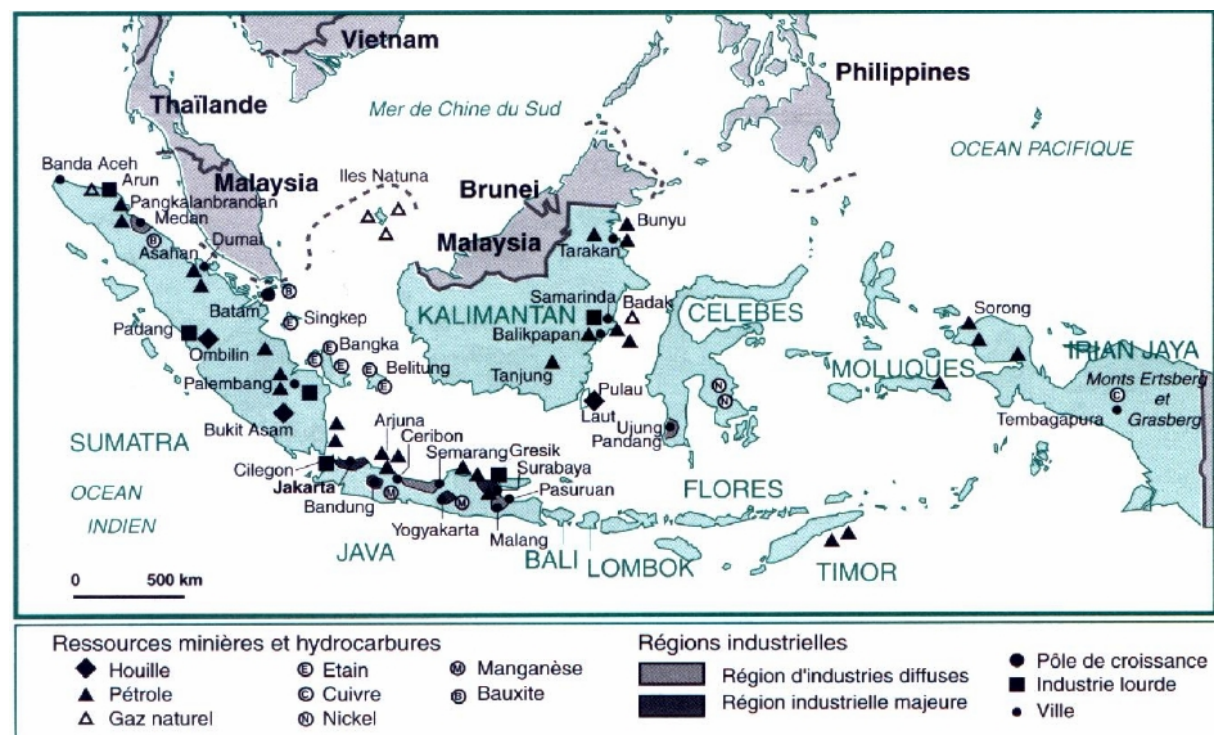 Vietnam
Philippines
Thaïlande
Mer de Chine du Sud
OCEAN PACIFIQUE
Banda Aceh
Arun
Malaysia
Iles Natuna
Brunei
Pangkalanbrandan
Medan
Bunyu
Asahan
Dumai
Malaysia
Tarakan
B
B
Batam
Singkep
E
Samarinda
Badak
KALIMANTAN
CELEBES
Sorong
Padang
Ombilin
Bangka
E
E
E
Balikpapan
MOLUQUES
IRIAN JAYA
Belitung
E
E
Tanjung
Monts Ertsberg
et
Grasberg
C
Palembang
N
N
Pulau
Laut
Tembagapura
Bukit Asam
Arjuna
Ceribon
Ujung
Pandang
SUMATRA
Semarang
Gresik
Cilegon
Surabaya
Jakarta
Pasuruan
FLORES
OCEAN
INDIEN
Bandung
M
M
Yogyakarta
Malang
JAVA
BALI
LOMBOK
TIMOR
0 500 km
Ressources minières et hydrocarbures
Houille
Pétrole
Gaz naturel
E Etain
C Cuivre
N Nickel
M Manganèse
B Bauxite
Régions industrielles
Région d'industries diffuses
Région industrielle majeure
Pôle de croissance
Industrie lourde
Ville